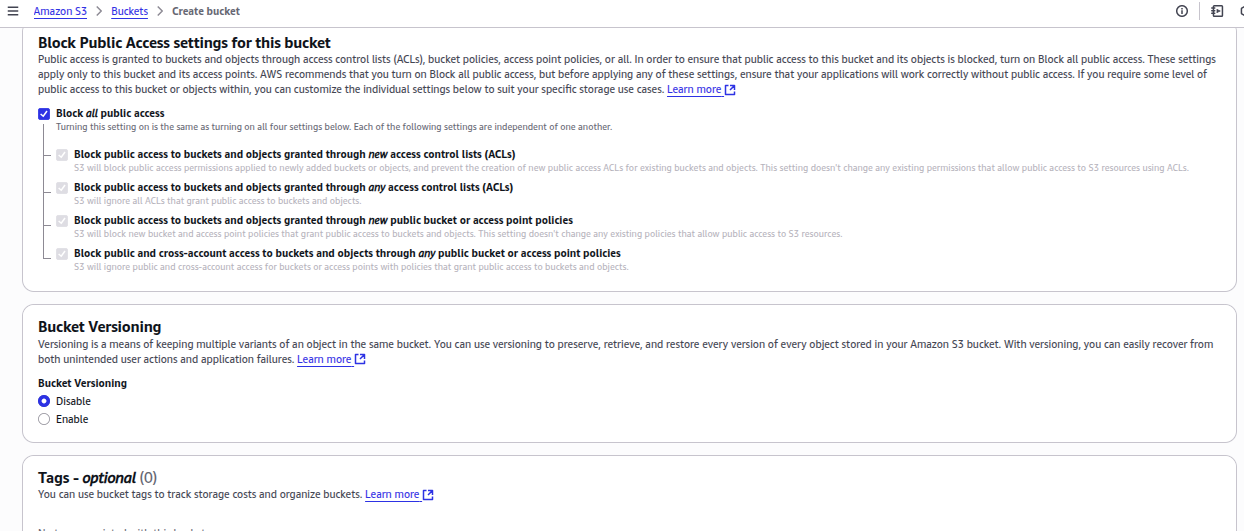 Amazon S3 > Buckets > Create bucket
Block Public Access settings for this bucket
Public access is granted to buckets and objects through access control lists (ACLs), bucket policies, access point policies, or all. In order to ensure that public access to this bucket and its objects is blocked, turn on Block all public access. These settings
apply only to this bucket and its access points. AWS recommends that you turn on Block all public access, but before applying any of these settings, ensure that your applications will work correctly without public access. If you require some level of
public access to this bucket or objects within, you can customize the individual settings below to suit your specific storage use cases. Learn more
Block all public access
Turning this setting on is the same as turning on all four settings below. Each of the following settings are independent of one another.
Block public access to buckets and objects granted through new access control lists (ACLs)
S3 will block public access permissions applied to newly added buckets or objects, and prevent the creation of new public access ACLs for existing buckets and objects. This setting doesn't change any existing permissions that allow public access to S3 resources using ACLs.
Block public access to buckets and objects granted through any access control lists (ACLs)
S3 will ignore all ACLs that grant public access to buckets and objects.
Block public access to buckets and objects granted through new public bucket or access point policies
S3 will block new bucket and access point policies that grant public access to buckets and objects. This setting doesn't change any existing policies that allow public access to S3 resources.
Block public and cross-account access to buckets and objects through any public bucket or access point policies
S3 will ignore public and cross-account access for buckets or access points with policies that grant public access to buckets and objects.
Bucket Versioning
Versioning is a means of keeping multiple variants of an object in the same bucket. You can use versioning to preserve, retrieve, and restore every version of every object stored in your Amazon S3 bucket. With versioning, you can easily recover from
both unintended user actions and application failures. Learn more
Bucket Versioning
Disable
Enable
Tags - optional (0)
You can use bucket tags to track storage costs and organize buckets. Learn more